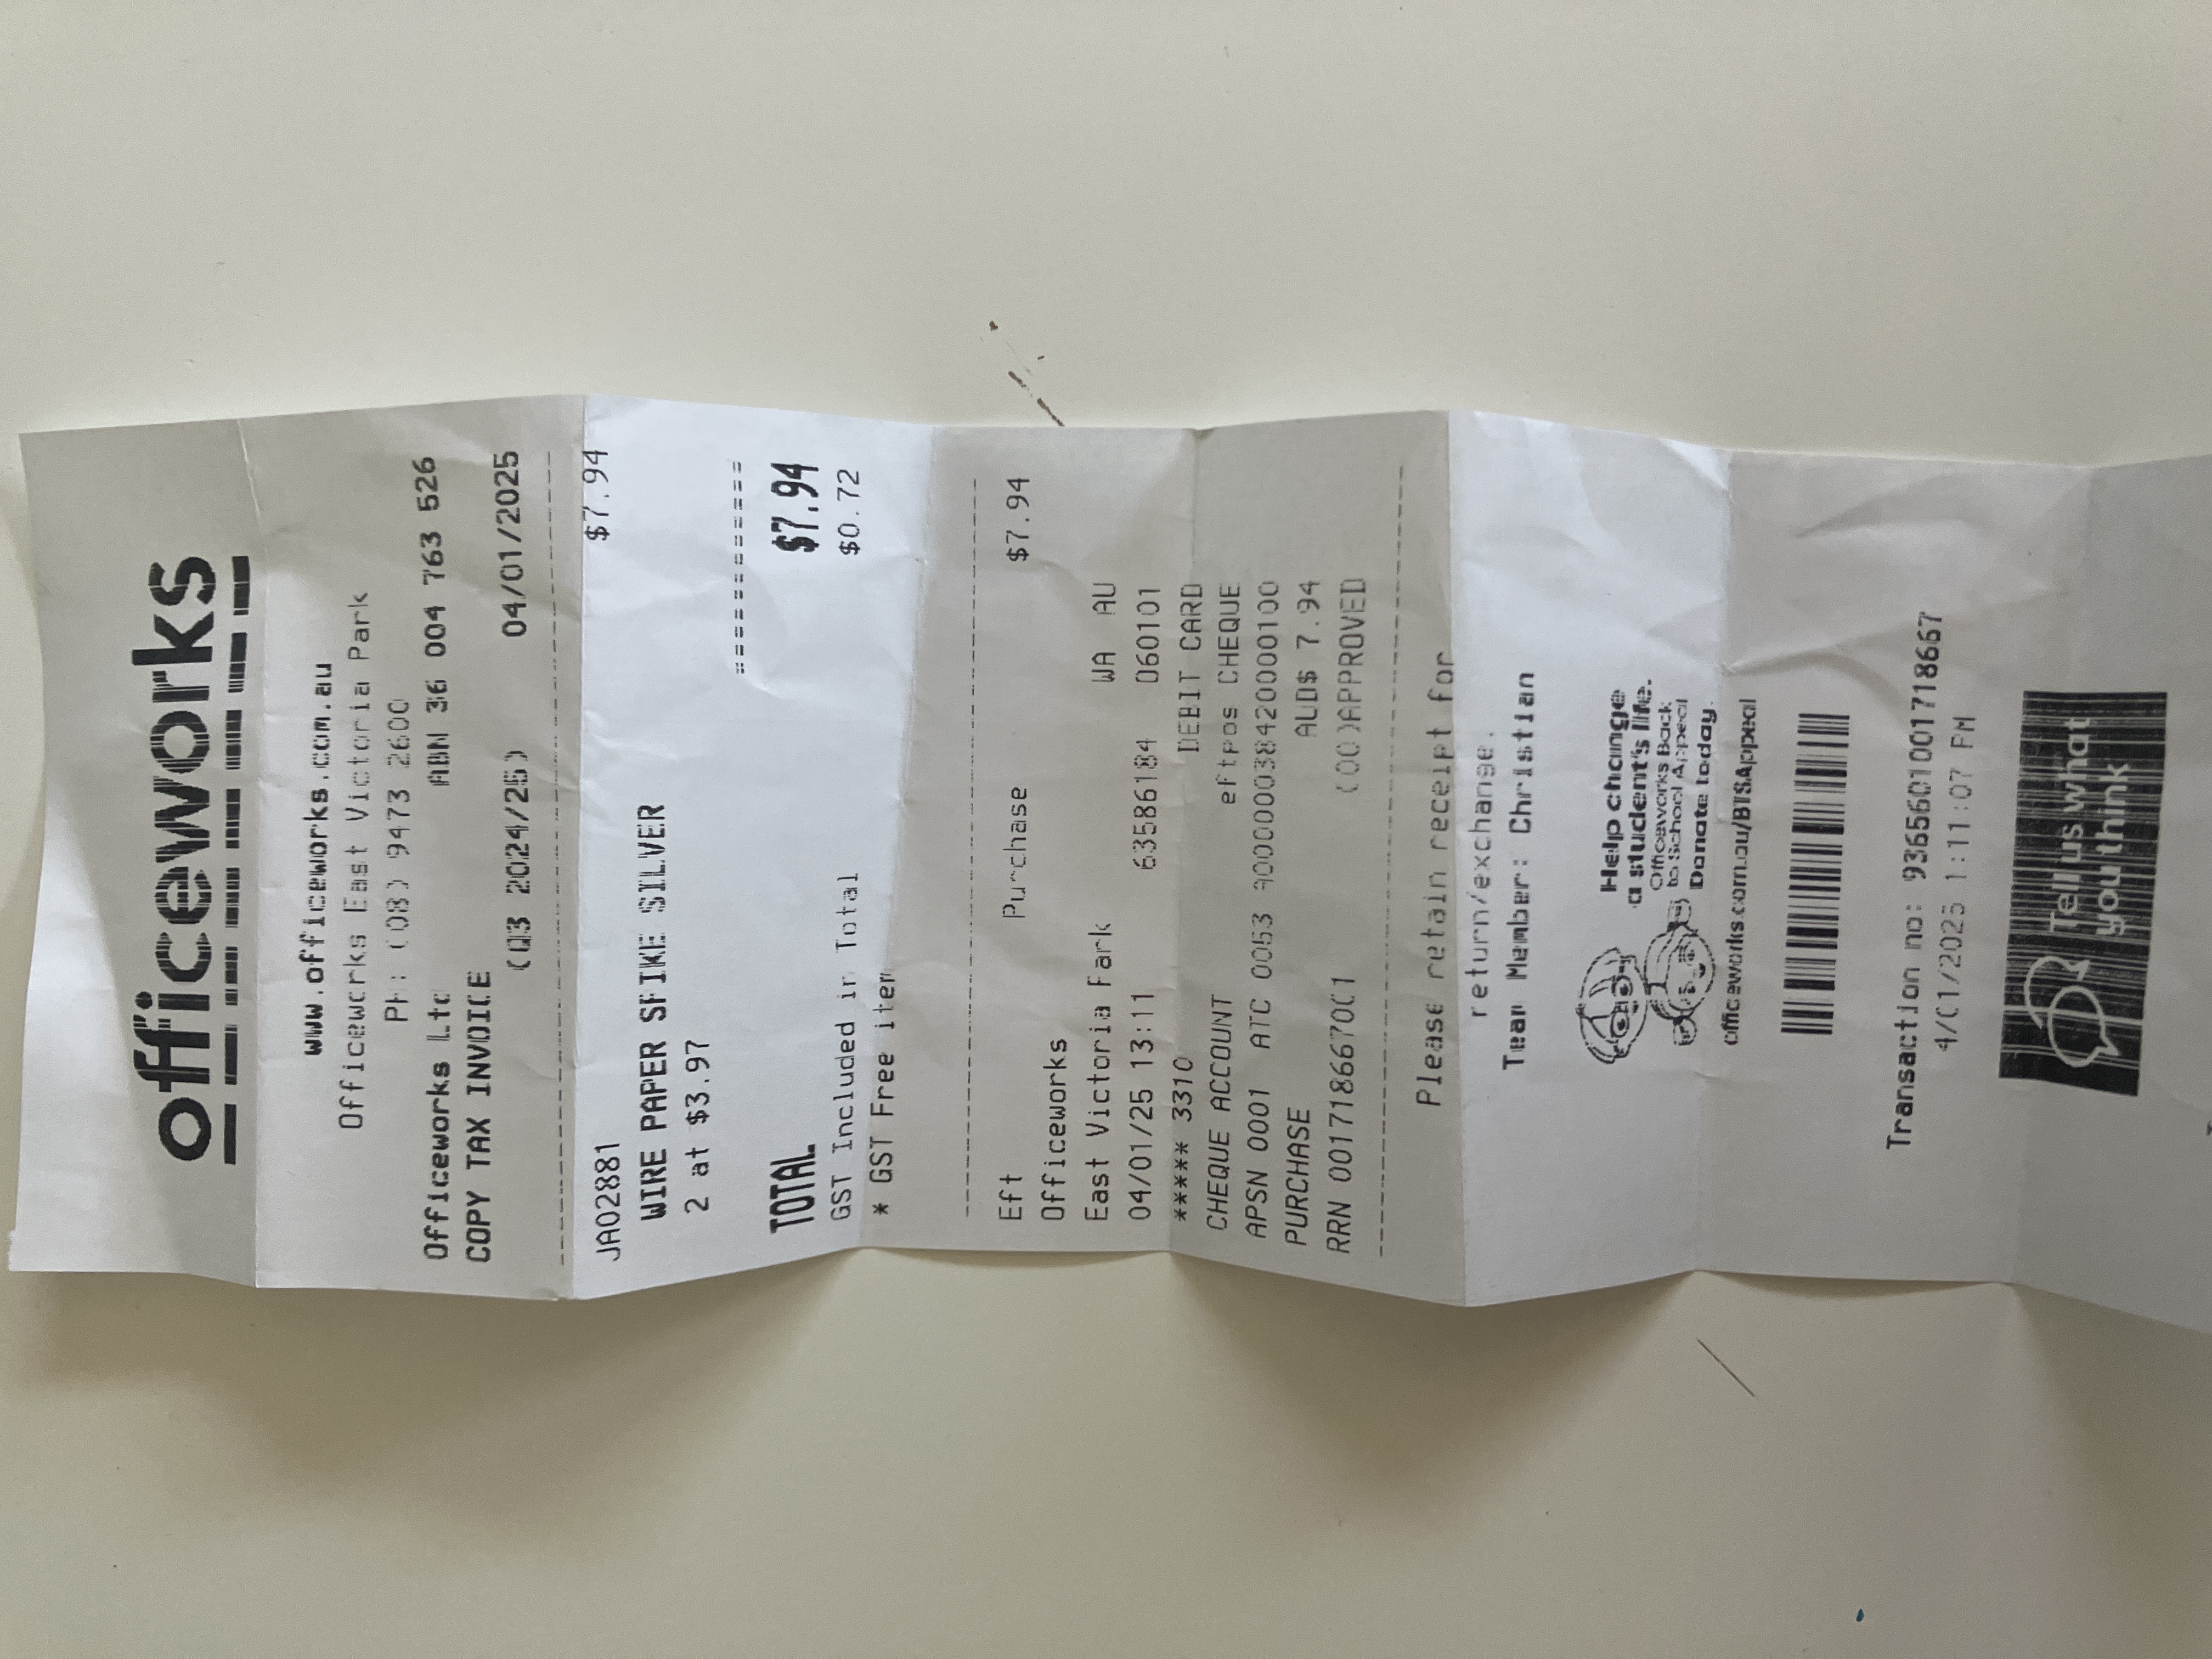 officeworks
www.officeworks.com.au
Officeworks East Victoria Park
PH: (08) 9473 2600
Officeworks Ltd ABN 36 004 763 526
COPY TAX INVOICE
(Q3 2024/25) 04/01/2025
JA02881 $7.94
WIRE PAPER SPIKE SILVER
2 at $3.97
TOTAL $7.94
GST Included in Total $0.72
* GST Free item
Eft Purchase $7.94
Officeworks
East Victoria Park WA AU
04/01/25 13:11 63586184 060101
***** 3310 DEBIT CARD
CHEQUE ACCOUNT eftpos CHEQUE
APSN 0001 ATC 0053 A00000038420000100
PURCHASE AUD$ 7.94
RRN 001718667001 (00)APPROVED
Please retain receipt for
return/exchange.
Team Member: Christian
Help change
a student's life.
Officeworks Back
to School Appeal
Donate today.
officeworks.com.au/BTSAppeal
Transaction no: 9365601001718667
4/01/2025 1:11:07 PM
Tell us what
you think